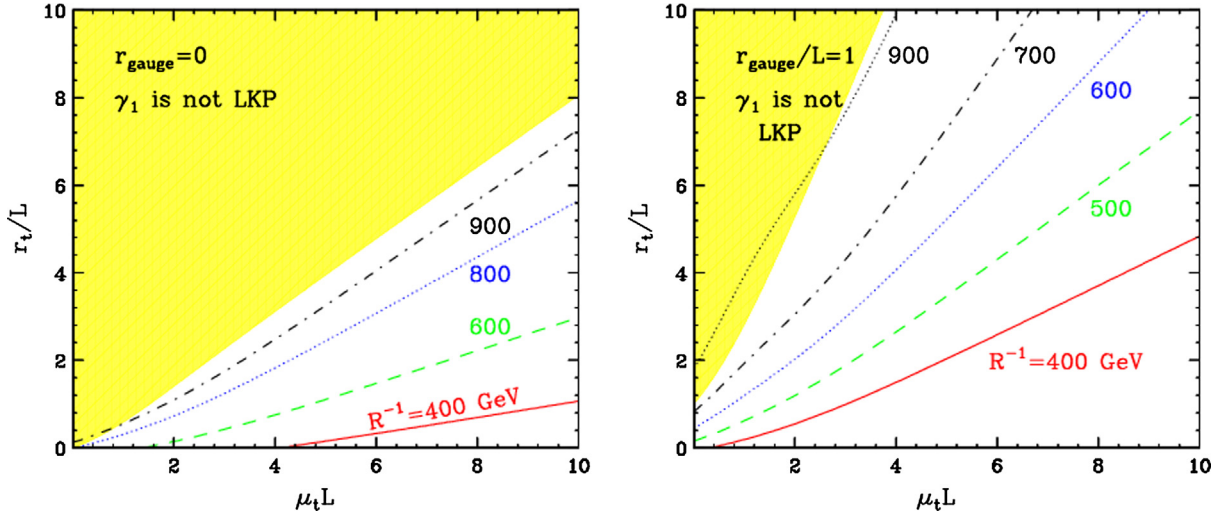 10
8
6
4
2
0
r_t/L
r_gauge=0
γ_1 is not LKP
900
800
600
R^{-1}=400 GeV
2
4
6
8
10
μ_tL
10
8
6
4
2
0
r_t/L
r_gauge/L=1
γ_1 is not
LKP
900
700
600
500
R^{-1}=400 GeV
2
4
6
8
10
μ_tL